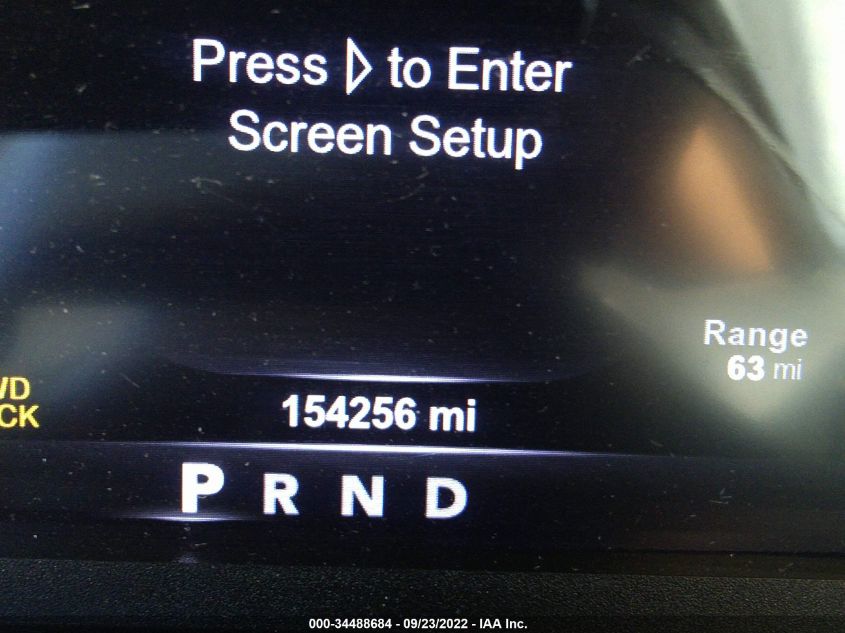 Press ▷ to Enter
Screen Setup
Range
63 mi
154256 mi
P R N D
000-34488684 - 09/23/2022 - IAA Inc.